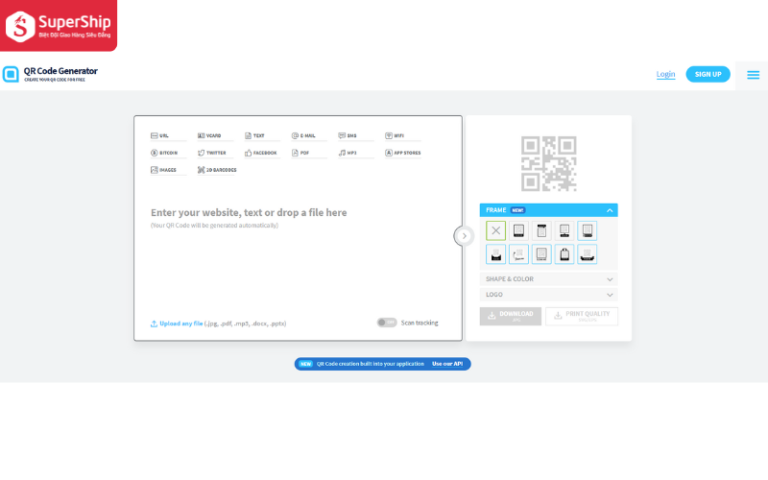 SuperShip
Biệt Đội Giao Hàng Siêu Đẳng
QR Code Generator
CREATE YOUR QR CODE FOR FREE
Login
SIGN UP
URL
VCARD
TEXT
E-MAIL
SMS
WIFI
BITCOIN
TWITTER
FACEBOOK
PDF
MP3
APP STORES
IMAGES
2D BARCODES
Enter your website, text or drop a file here
(Your QR Code will be generated automatically)
Upload any file (.jpg, .pdf, .mp3, .docx, .pptx)
Scan tracking
FRAME NEW!
SHAPE & COLOR
LOGO
DOWNLOAD
JPG
PRINT QUALITY
NEW QR Code creation built into your application Use our API